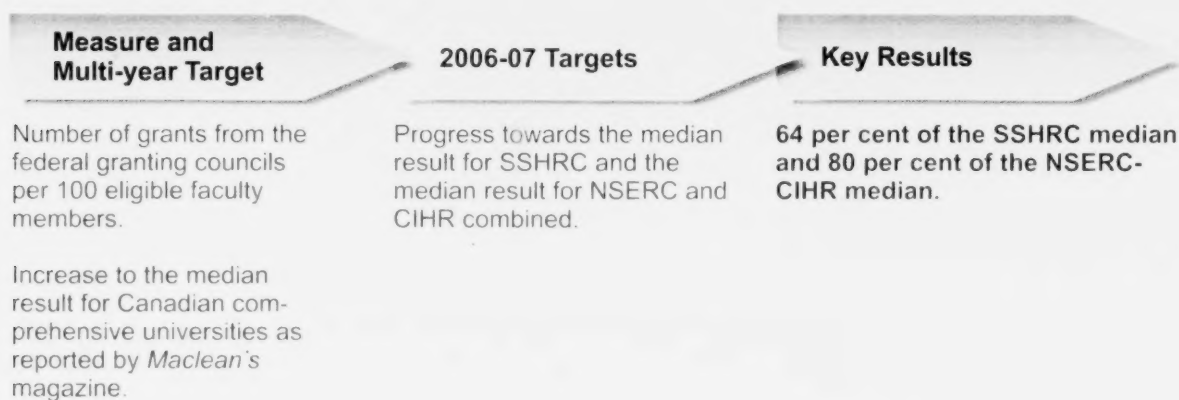 Measure and
Multi-year Target
2006-07 Targets
Key Results
Number of grants from the
federal granting councils
per 100 eligible faculty
members.
Increase to the median
result for Canadian com-
prehensive universities as
reported by Maclean's
magazine.
Progress towards the median
result for SSHRC and the
median result for NSERC and
CIHR combined.
64 per cent of the SSHRC median
and 80 per cent of the NSERC-
CIHR median.